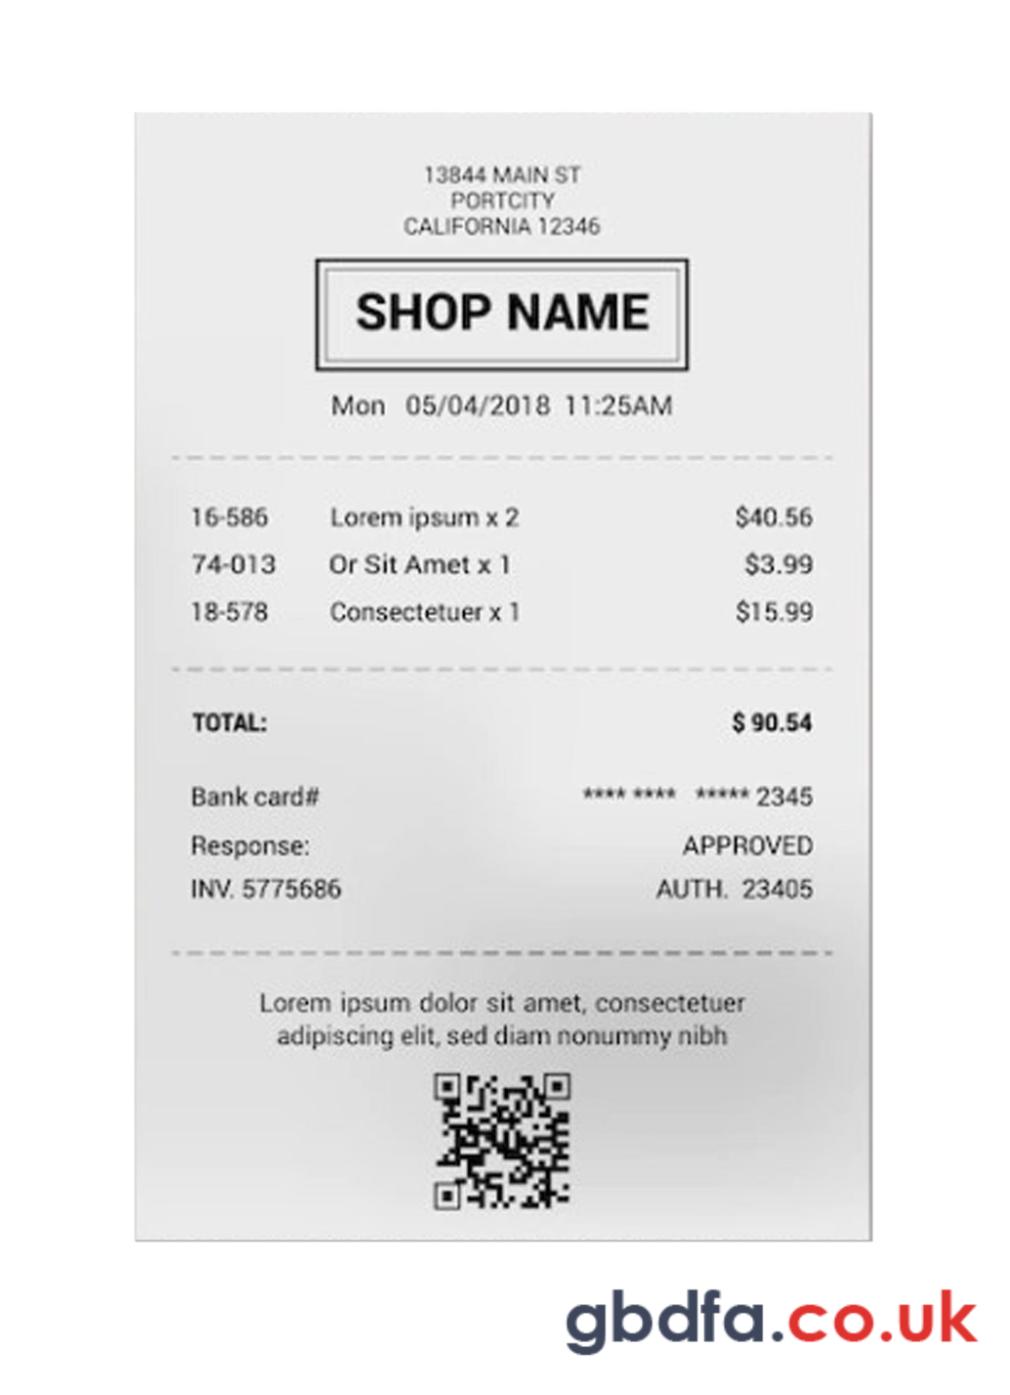 13844 MAIN ST
PORTCITY
CALIFORNIA 12346
SHOP NAME
Mon 05/04/2018 11:25AM
16-586 Lorem ipsum x 2 $40.56
74-013 Or Sit Amet x 1 $3.99
18-578 Consectetuer x 1 $15.99
TOTAL: $ 90.54
Bank card# **** **** ***** 2345
Response: APPROVED
INV. 5775686 AUTH. 23405
Lorem ipsum dolor sit amet, consectetuer
adipiscing elit, sed diam nonummy nibh
gbdfa.co.uk